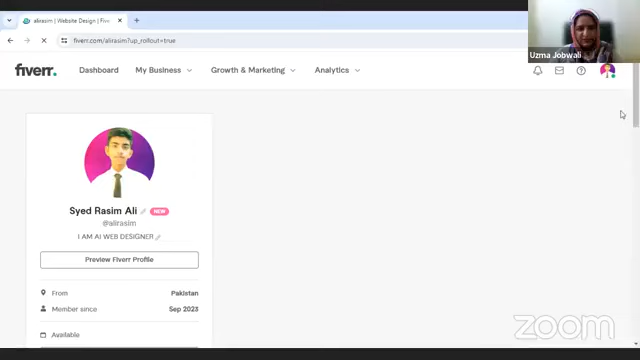 alirasim | Website Design | Fiverr
fiverr.com/alirasim?up_rollout=true
Uzma Jobwali
fiverr.
Dashboard
My Business
Growth & Marketing
Analytics
Syed Rasim Ali
NEW
@alirasim
I AM AI WEB DESIGNER
Preview Fiverr Profile
From Pakistan
Member since Sep 2023
Available
zoom